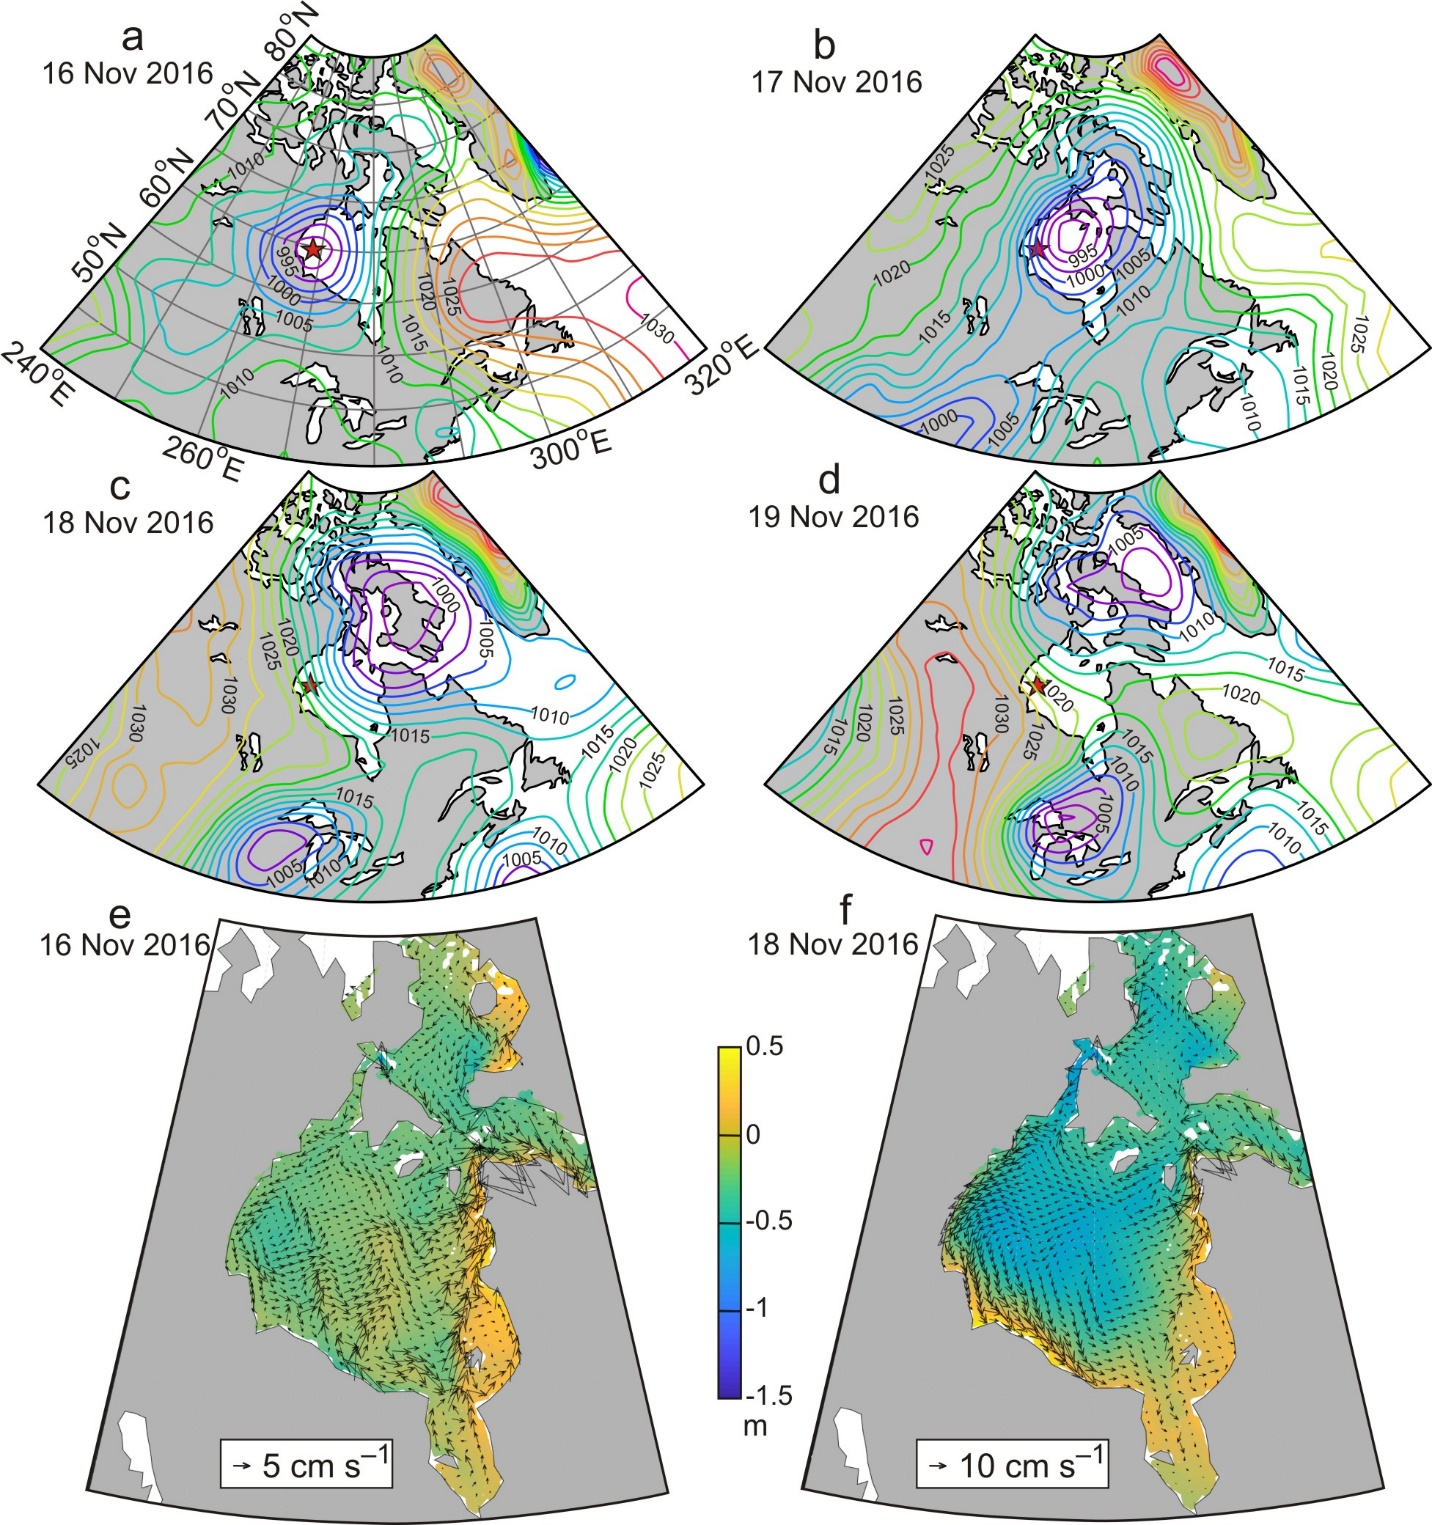 a
16 Nov 2016
80°N
70°N
60°N
50°N
240°E
260°E
300°E
320°E
1010
995
1000
1005
1010
1010
1015
1020
1025
1030
b
17 Nov 2016
1025
1020
1015
995
1000
1005
1010
1000
1005
1010
1015
1020
1025
c
18 Nov 2016
1000
1005
1020
1025
1030
1030
1025
1010
1015
1015
1020
1025
1015
1005
1010
1010
1005
d
19 Nov 2016
1005
1010
1015
1020
1020
1015
1020
1025
1030
1025
1015
1010
1005
1015
1010
e
16 Nov 2016
5 cm s⁻¹
0.5
0
-0.5
-1
-1.5
m
f
18 Nov 2016
10 cm s⁻¹